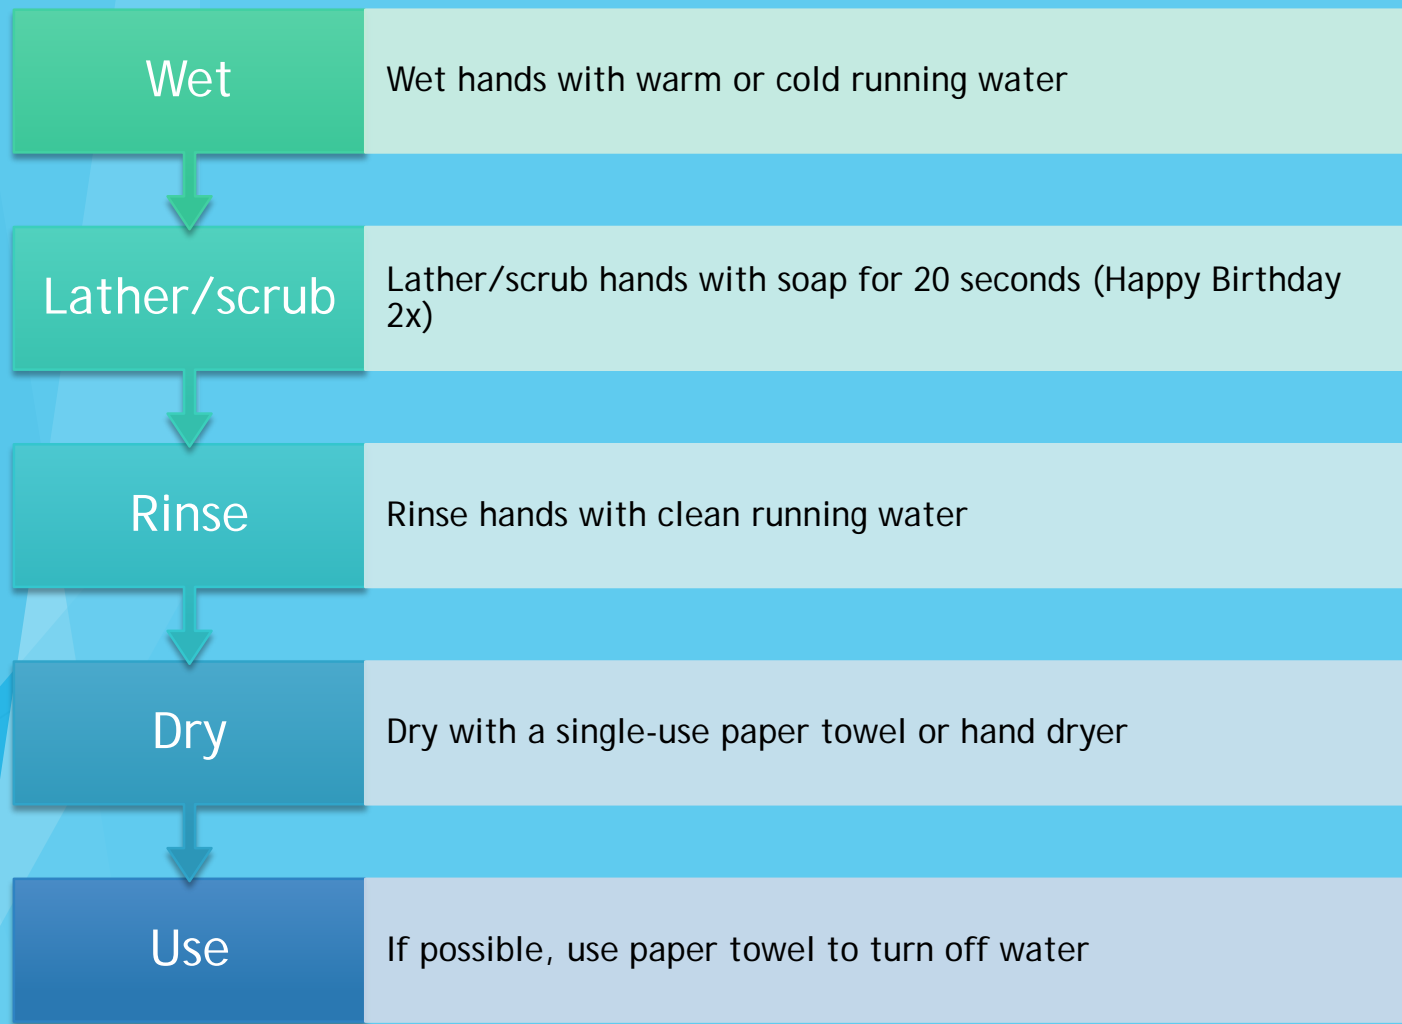 Wet
Wet hands with warm or cold running water
Lather/scrub
Lather/scrub hands with soap for 20 seconds (Happy Birthday
2x)
Rinse
Rinse hands with clean running water
Dry
Dry with a single-use paper towel or hand dryer
Use
If possible, use paper towel to turn off water